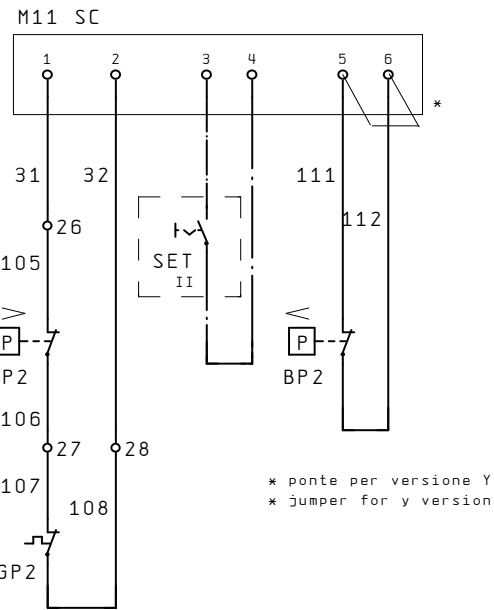 M11 SC
1 2 3 4 5 6
*
31 32 111
112
26
105
SET
II
> <
P P
P2 BP2
106
27 28
107
108
GP2
* ponte per versione Y
* jumper for y version